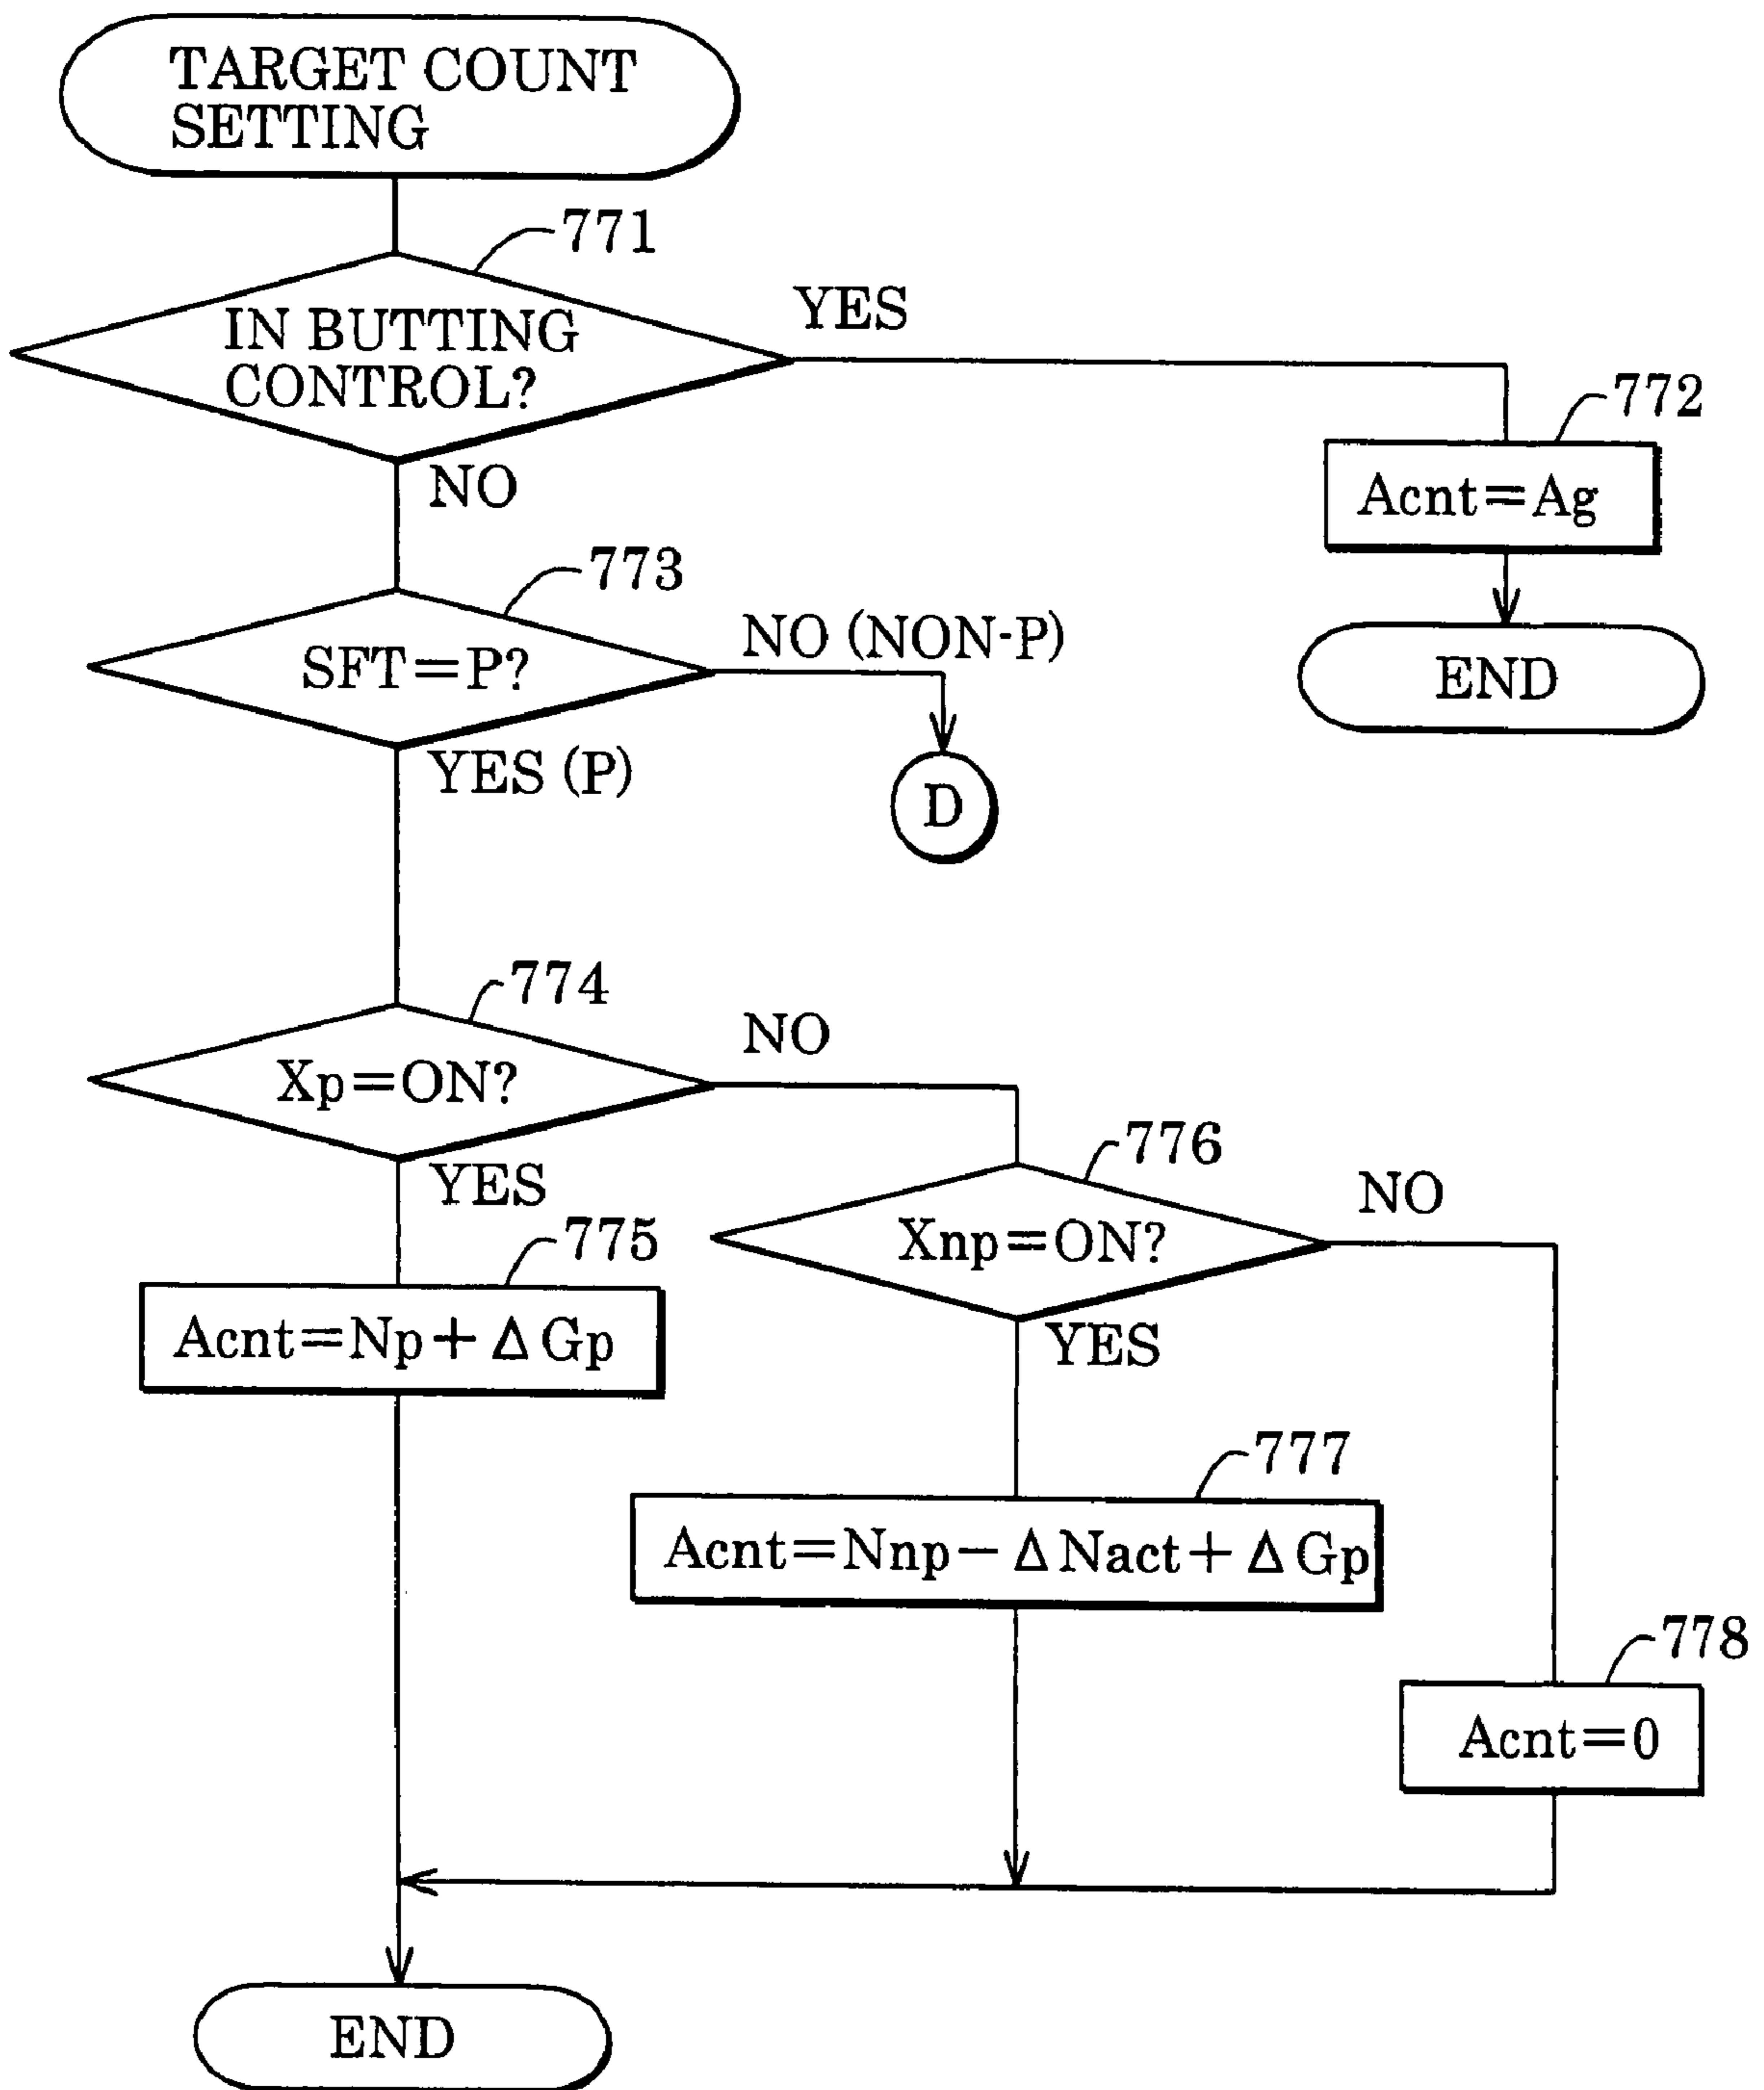 TARGET COUNT
SETTING
771
IN BUTTING
CONTROL?
YES
NO
772
Acnt=Ag
END
773
SFT=P?
NO (NON-P)
D
YES (P)
774
Xp=ON?
NO
YES
775
Acnt=Np+ΔGp
776
Xnp=ON?
NO
YES
777
Acnt=Nnp-ΔNact+ΔGp
778
Acnt=0
END